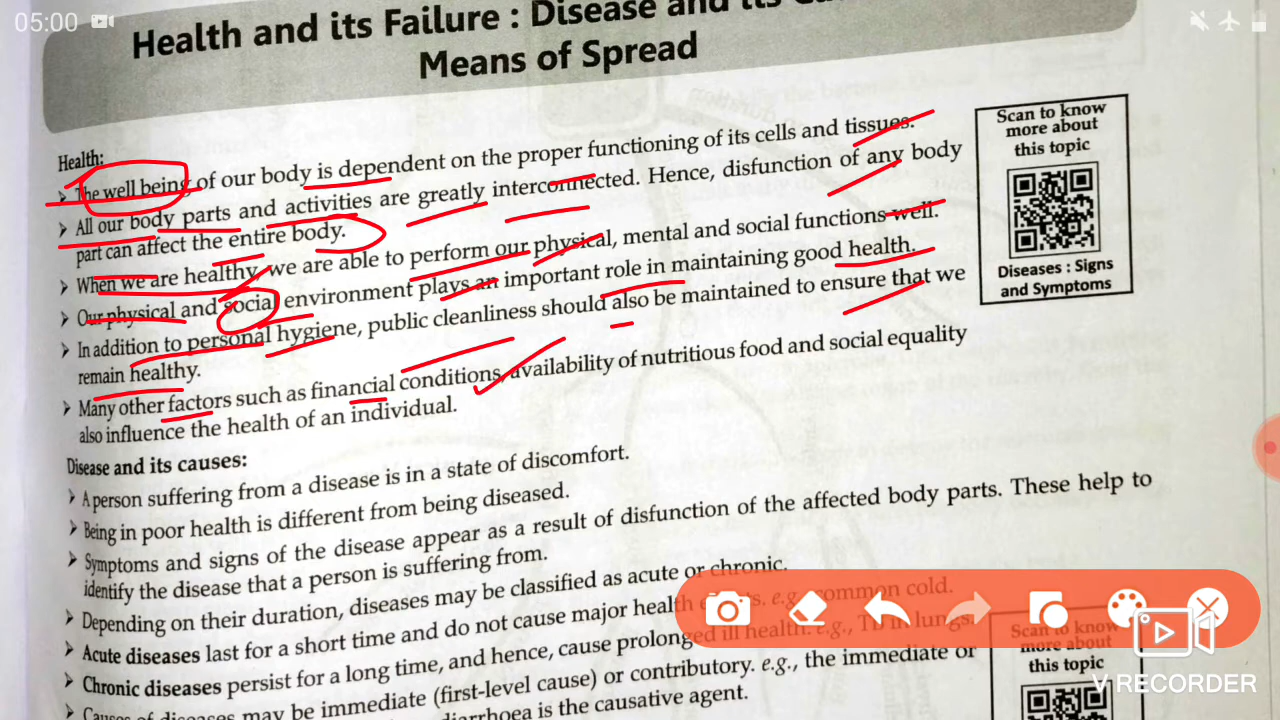 05:00
Health and its Failure : Disease and its
Means of Spread
Scan to know
more about
this topic
Diseases : Signs
and Symptoms
Health:
➤ The well being of our body is dependent on the proper functioning of its cells and tissues.
➤ All our body parts and activities are greatly interconnected. Hence, disfunction of any body
part can affect the entire body.
➤ When we are healthy, we are able to perform our physical, mental and social functions well.
➤ Our physical and social environment plays an important role in maintaining good health.
➤ In addition to personal hygiene, public cleanliness should also be maintained to ensure that we
remain healthy.
➤ Many other factors such as financial conditions, availability of nutritious food and social equality
also influence the health of an individual.
Disease and its causes:
➤ A person suffering from a disease is in a state of discomfort.
➤ Being in poor health is different from being diseased.
➤ Symptoms and signs of the disease appear as a result of disfunction of the affected body parts. These help to
identify the disease that a person is suffering from.
➤ Depending on their duration, diseases may be classified as acute or chronic.
➤ Acute diseases last for a short time and do not cause major health effects. e.g., common cold.
➤ Chronic diseases persist for a long time, and hence, cause prolonged ill health. e.g., TB in lungs.
➤ Causes of diseases may be immediate (first-level cause) or contributory. e.g., the immediate or
diarrhoea is the causative agent.
Scan to know
more about
this topic
V RECORDER